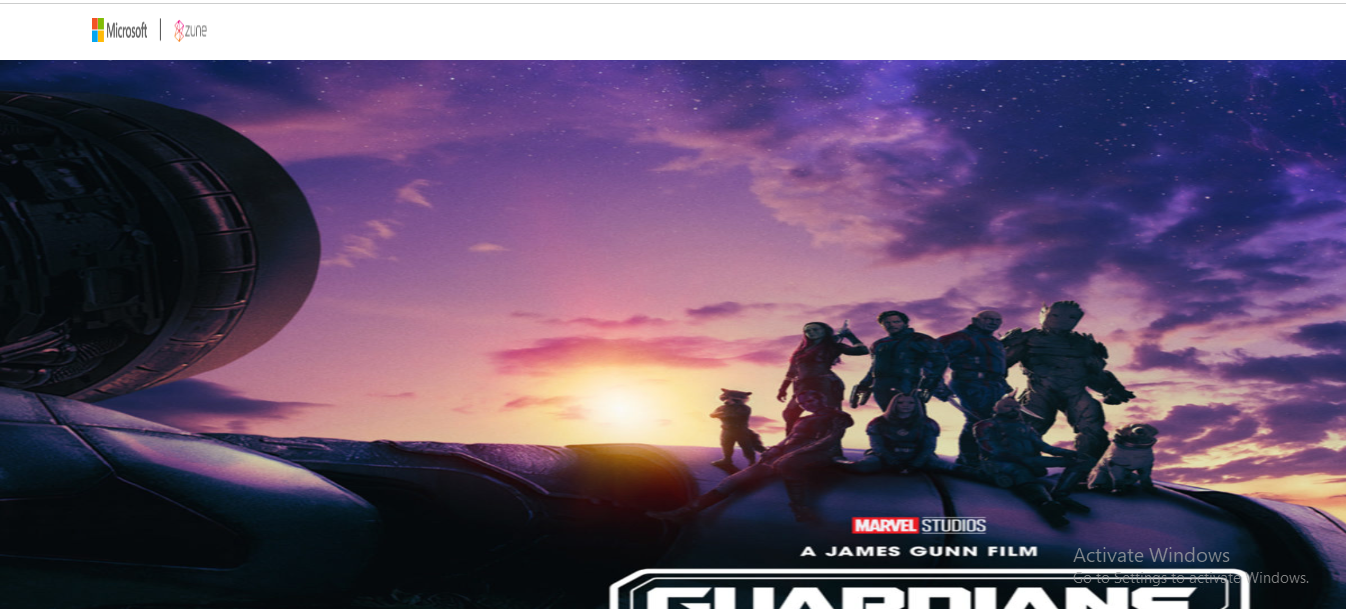 Microsoft | zune
MARVEL STUDIOS
A JAMES GUNN FILM
GUARDIANS
Activate Windows
Go to Settings to activate Windows.